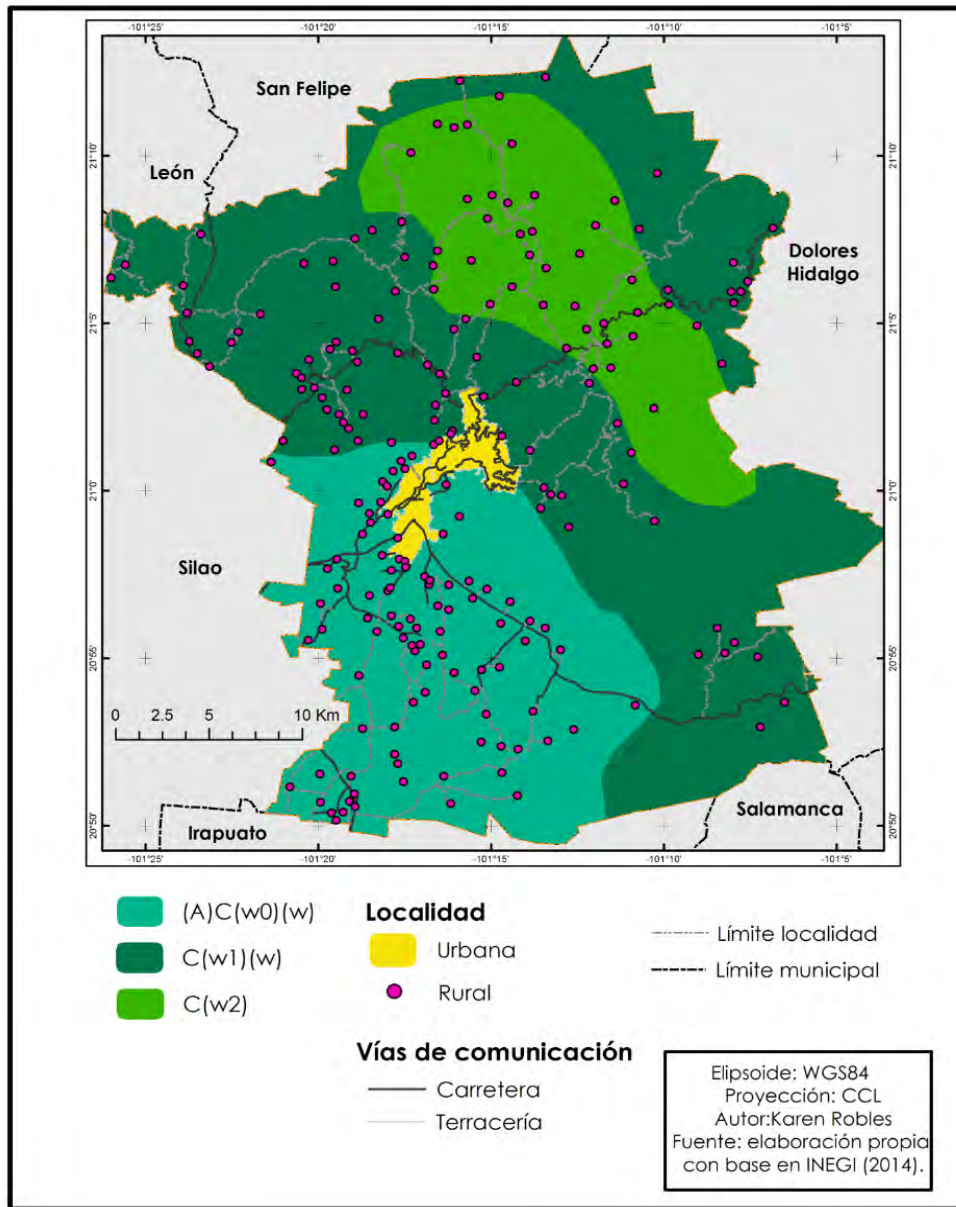 -101°25'
-101°20'
-101°15'
-101°10'
-101°5'
San Felipe
21°10'
21°10'
León
Dolores
Hidalgo
21°5'
21°5'
21°0'
21°0'
Silao
20°55'
20°55'
0 2.5 5 10 Km
Salamanca
20°50'
Irapuato
20°50'
-101°25'
-101°20'
-101°15'
-101°10'
-101°5'
(A)C(w0)(w)
C(w1)(w)
C(w2)
Localidad
Urbana
Rural
Límite localidad
Límite municipal
Vías de comunicación
Carretera
Terracería
Elipsoide: WGS84
Proyección: CCL
Autor:Karen Robles
Fuente: elaboración propia
con base en INEGI (2014).